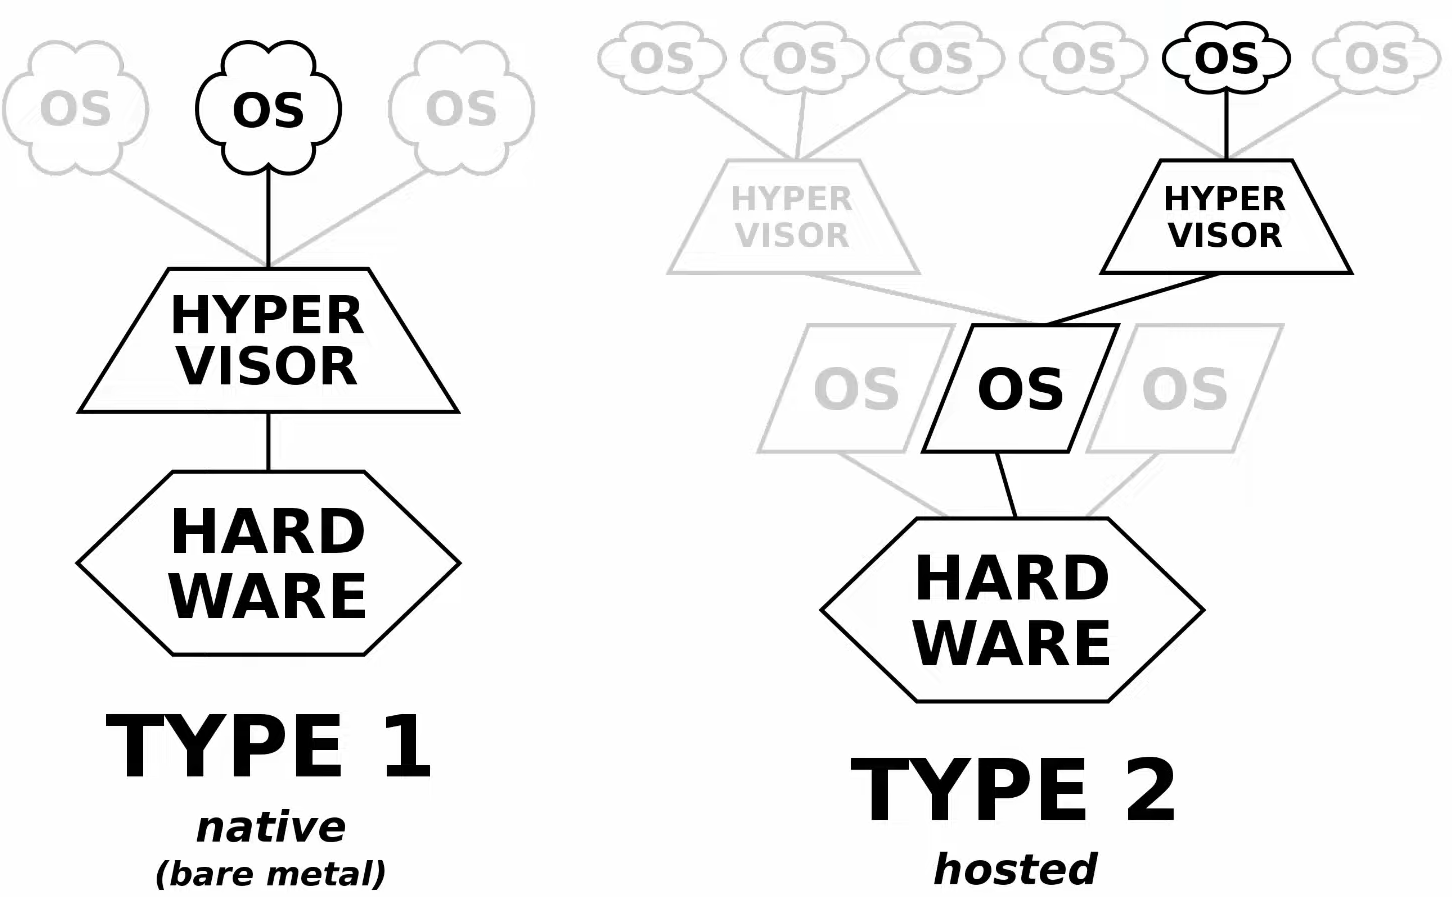 OS
OS
OS
HYPER
VISOR
HARD
WARE
TYPE 1
native
(bare metal)
OS
OS
OS
OS
OS
OS
HYPER
VISOR
HYPER
VISOR
OS
OS
OS
HARD
WARE
TYPE 2
hosted